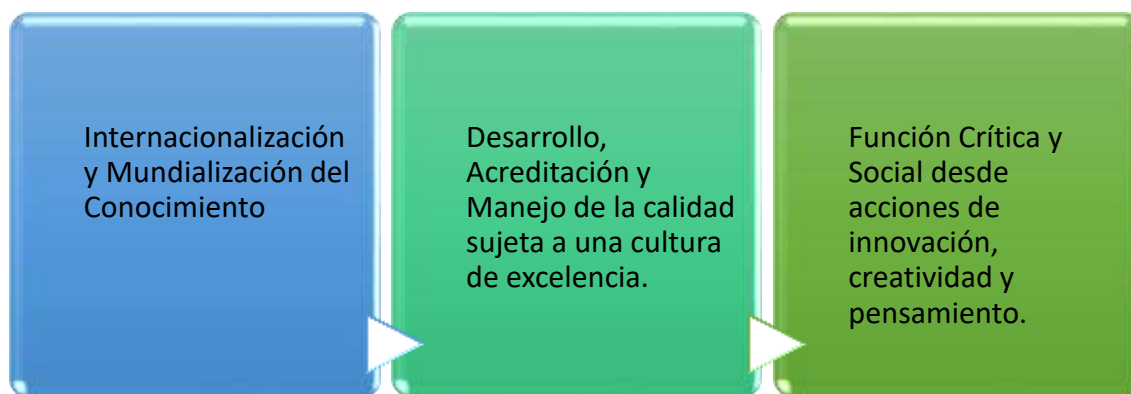 Internacionalización
y Mundialización del
Conocimiento
Desarrollo,
Acreditación y
Manejo de la calidad
sujeta a una cultura
de excelencia.
Función Crítica y
Social desde
acciones de
innovación,
creatividad y
pensamiento.